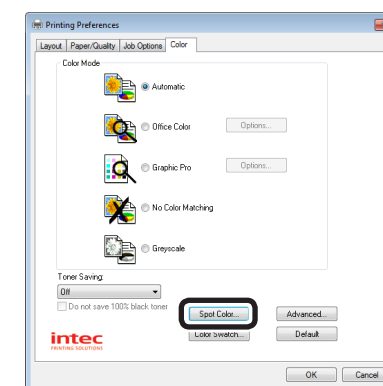 Printing Preferences
Layout Paper/Quality Job Options Color
Color Mode
Automatic
Office Color Options...
Graphic Pro Options...
No Color Matching
Greyscale
Toner Saving:
Off
Do not save 100% black toner
Spot Color... Advanced...
Color Swatch... Default
intec
PRINTING SOLUTIONS
OK Cancel